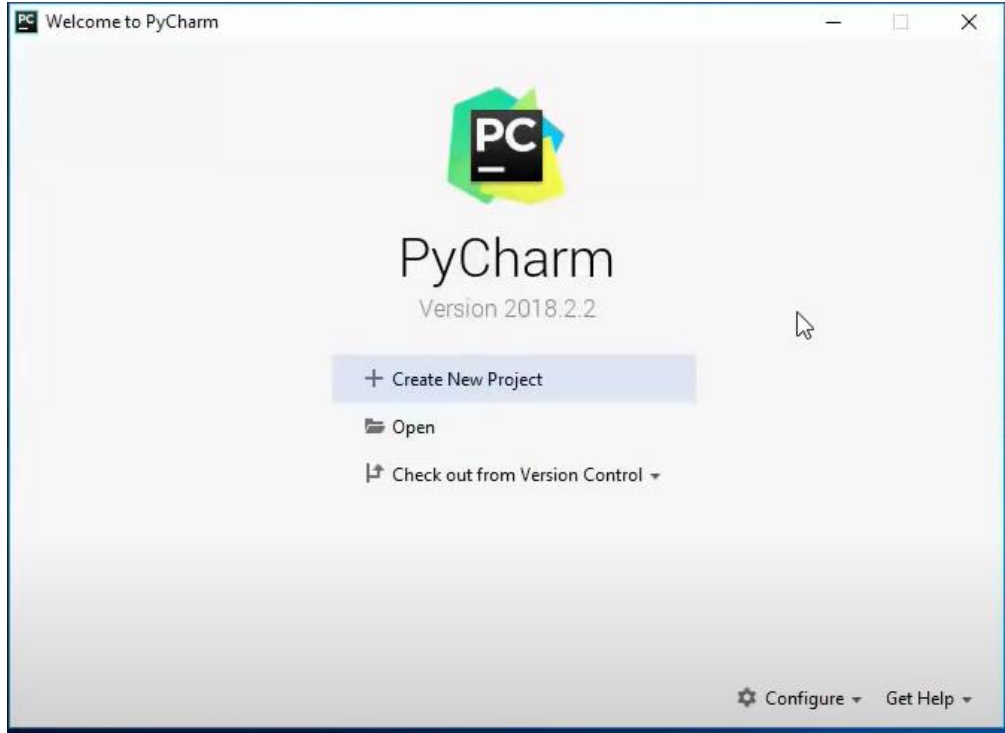 PC Welcome to PyCharm
PC
PyCharm
Version 2018.2.2
Create New Project
Open
Check out from Version Control
Configure Get Help